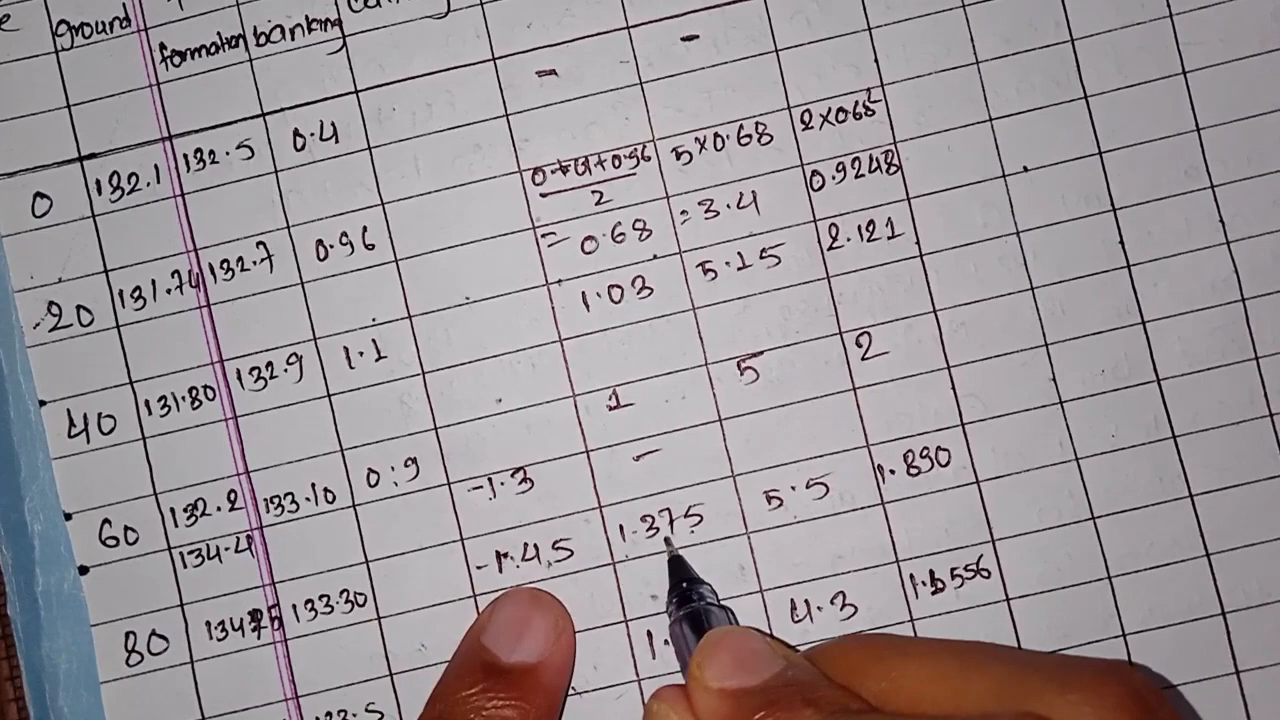 ground
formation banking
- -
0 132.1 132.5 0.4
0.4+0.96 5×0.68 2×0.68²
2
= 0.68 = 3.4 0.9248
-20 131.74 132.7 0.96
1.03 5.15 2.121
40 131.80 132.9 1.1
1 5 2
60 132.2 133.10 0.9 -1.3 -
134.4
-1.45 1.375 5.5 1.890
80 133.30
4.3